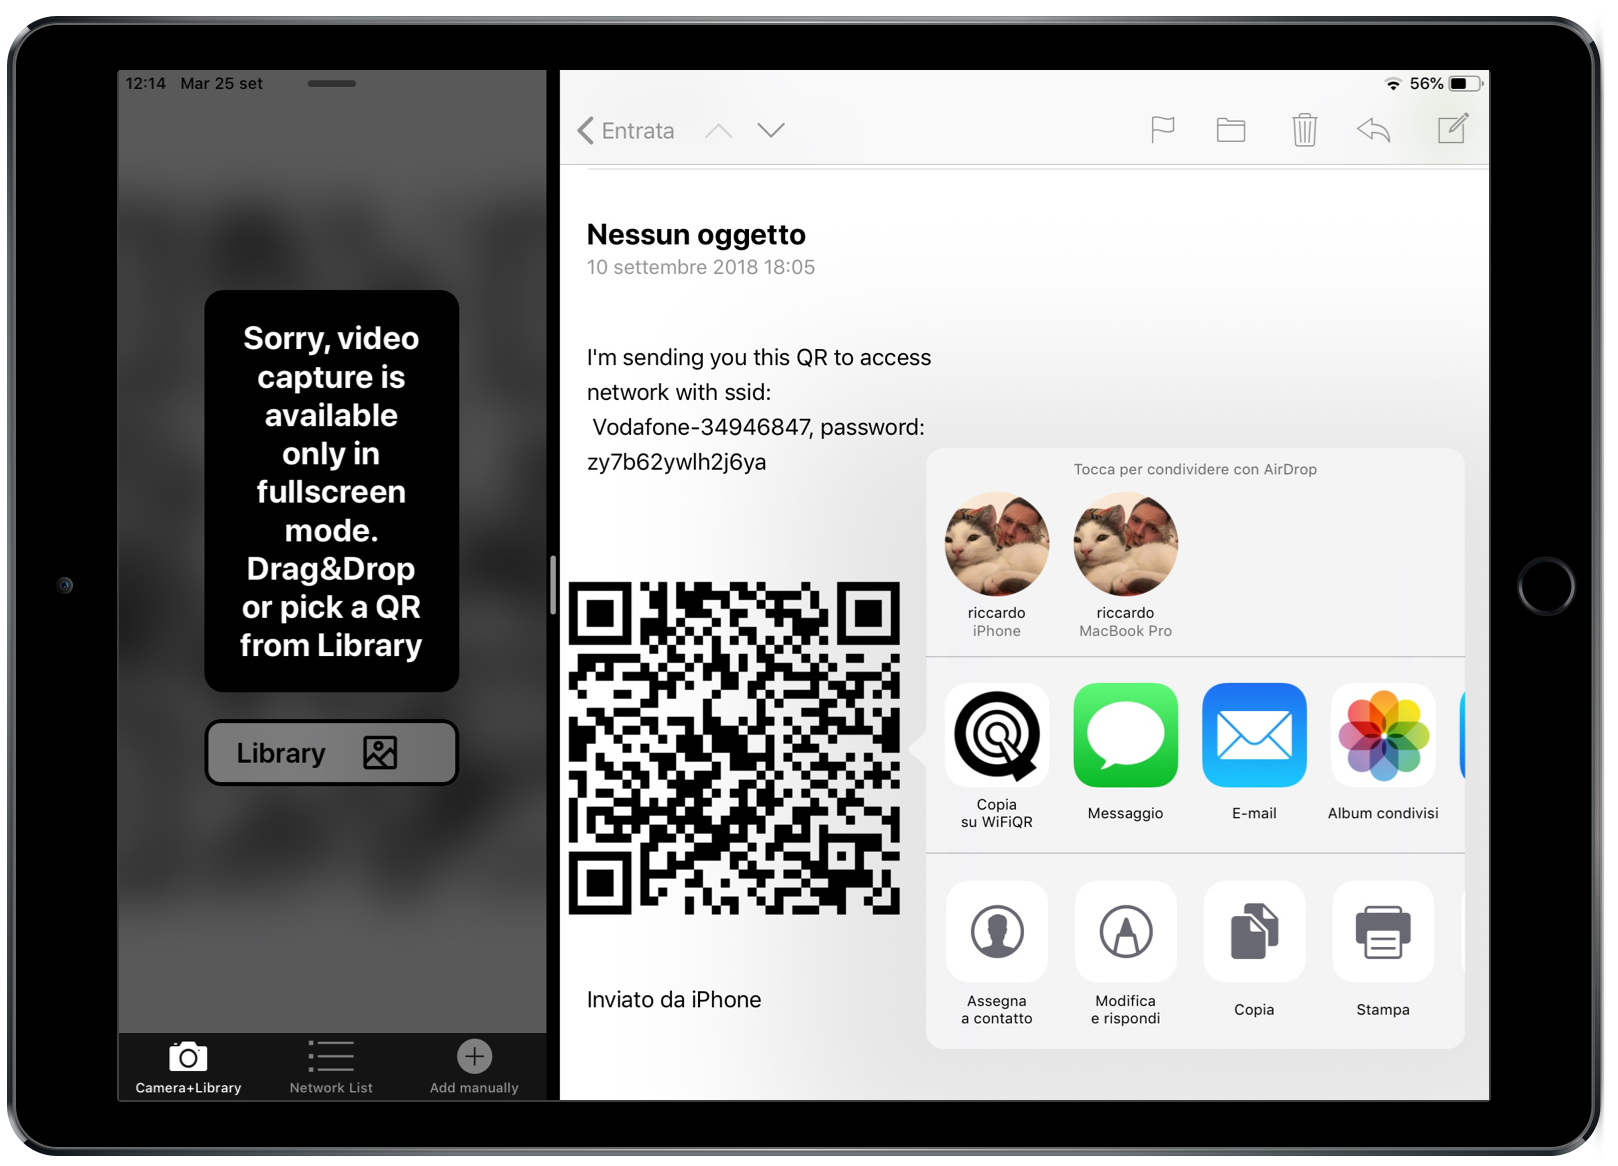 12:14 Mar 25 set
Sorry, video
capture is
available
only in
fullscreen
mode.
Drag&Drop
or pick a QR
from Library
Library
Camera+Library
Network List
Add manually
56%
Entrata
Nessun oggetto
10 settembre 2018 18:05
I'm sending you this QR to access
network with ssid:
Vodafone-34946847, password:
zy7b62ywlh2j6ya
Inviato da iPhone
Tocca per condividere con AirDrop
riccardo
iPhone
riccardo
MacBook Pro
Copia
su WiFiQR
Messaggio
E-mail
Album condivisi
Assegna
a contatto
Modifica
e rispondi
Copia
Stampa